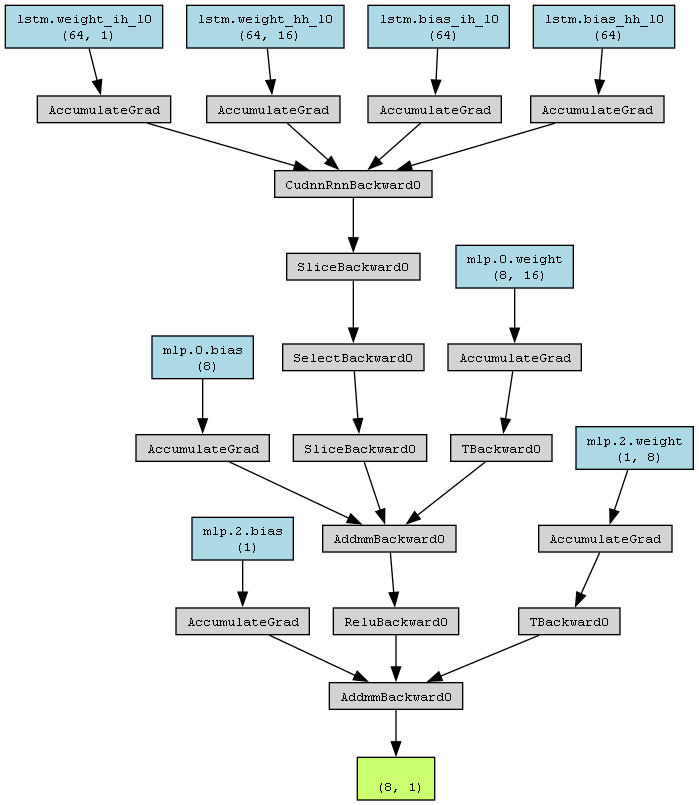 lstm.weight_ih_l0
(64, 1)
lstm.weight_hh_l0
(64, 16)
lstm.bias_ih_l0
(64)
lstm.bias_hh_l0
(64)
AccumulateGrad
AccumulateGrad
AccumulateGrad
AccumulateGrad
CudnnRnnBackward0
SliceBackward0
mlp.0.weight
(8, 16)
mlp.0.bias
(8)
SelectBackward0
AccumulateGrad
AccumulateGrad
SliceBackward0
TBackward0
mlp.2.weight
(1, 8)
mlp.2.bias
(1)
AddmmBackward0
AccumulateGrad
AccumulateGrad
ReluBackward0
TBackward0
AddmmBackward0
(8, 1)